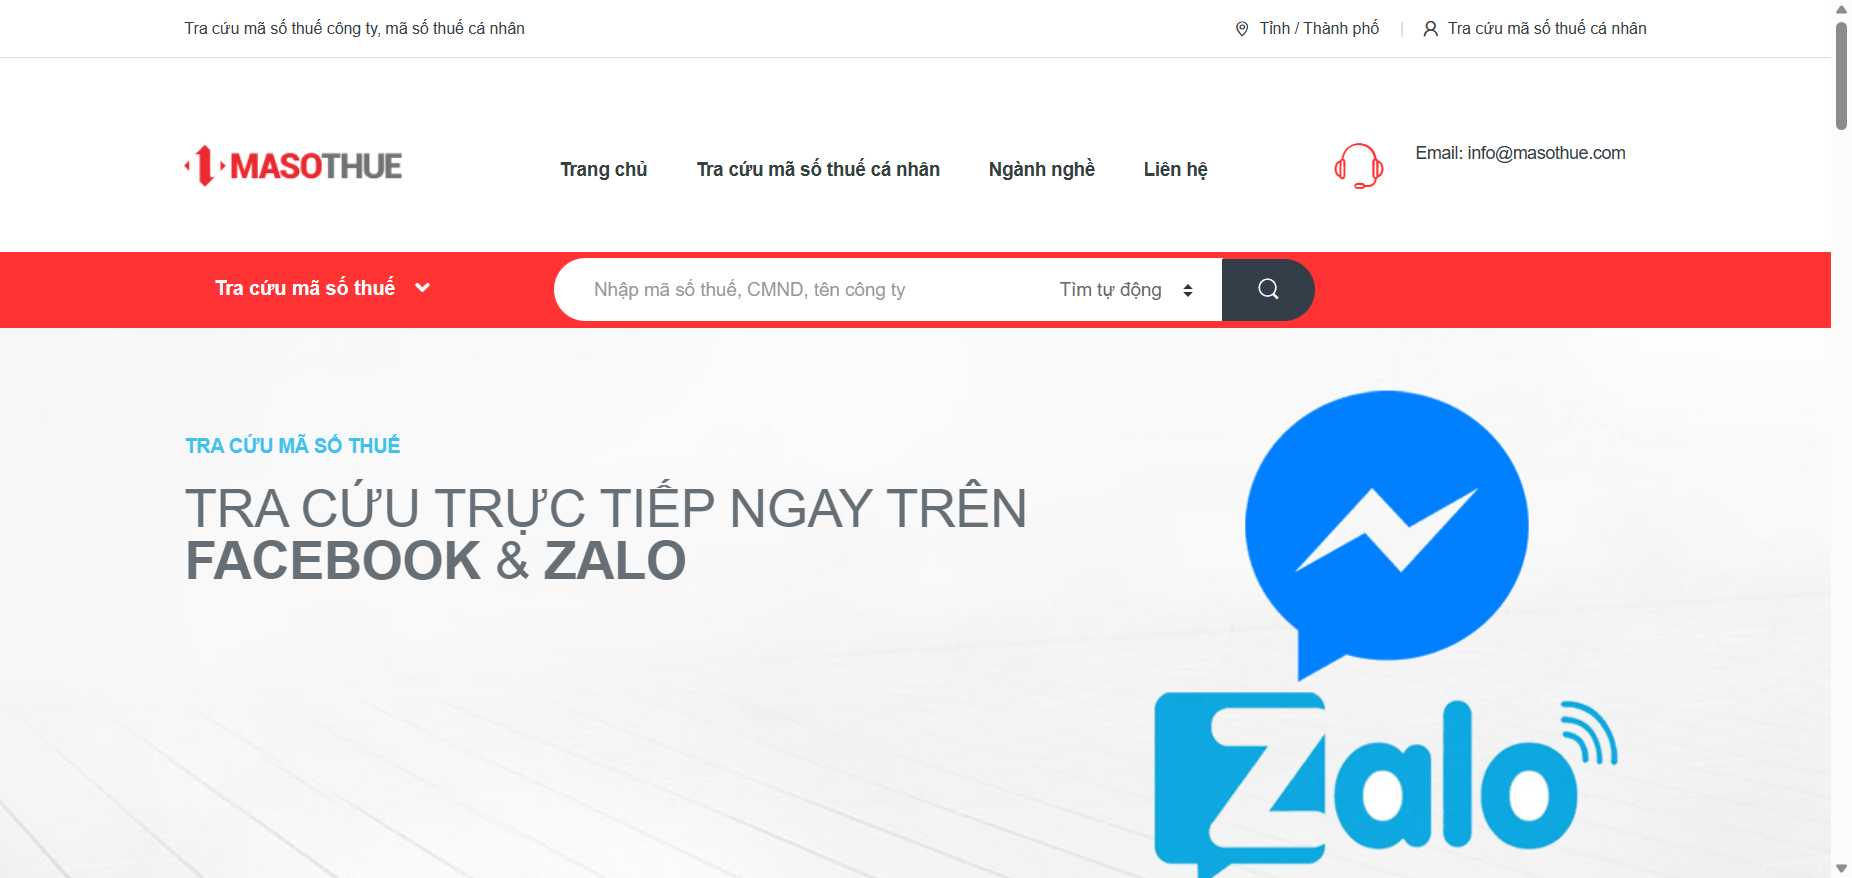 Tra cứu mã số thuế công ty, mã số thuế cá nhân
Tỉnh / Thành phố
Tra cứu mã số thuế cá nhân
MASOTHUE
Trang chủ
Tra cứu mã số thuế cá nhân
Ngành nghề
Liên hệ
Email: info@masothue.com
Tra cứu mã số thuế
Nhập mã số thuế, CMND, tên công ty
Tìm tự động
TRA CỨU MÃ SỐ THUẾ
TRA CỨU TRỰC TIẾP NGAY TRÊN
FACEBOOK & ZALO
Zalo